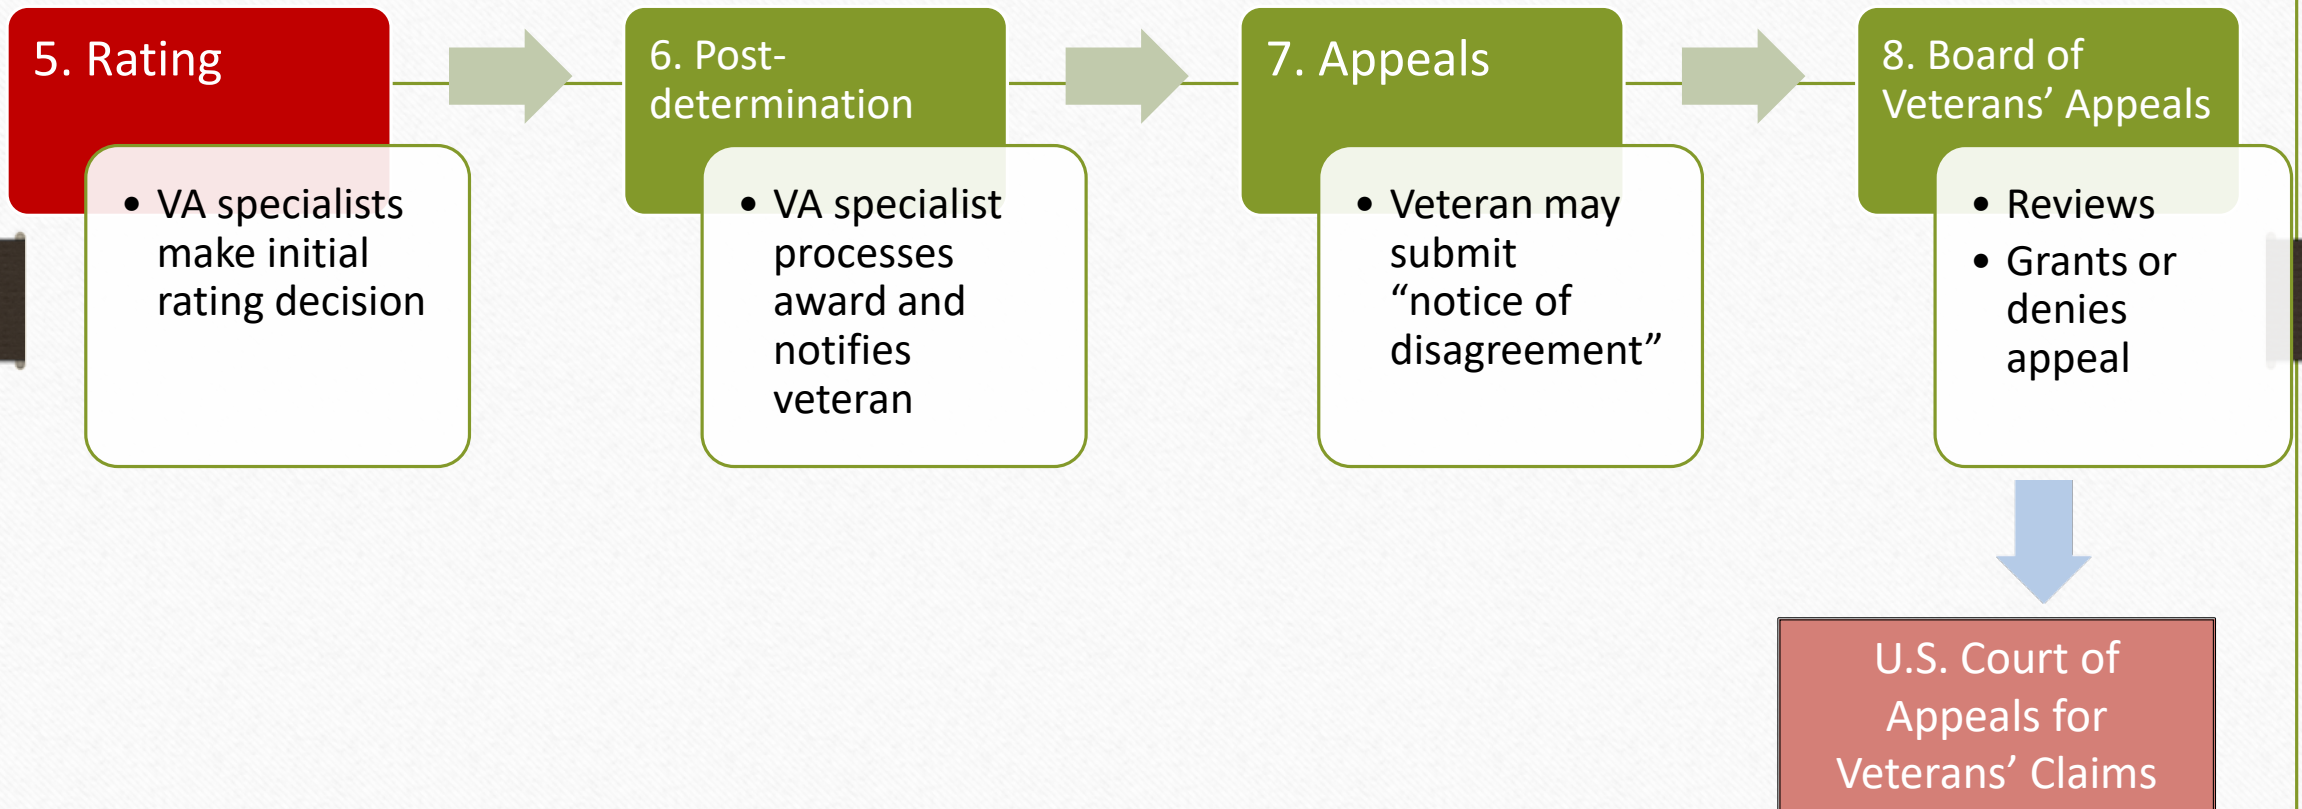 5. Rating
• VA specialists
make initial
rating decision
6. Post-
determination
• VA specialist
processes
award and
notifies
veteran
7. Appeals
• Veteran may
submit
“notice of
disagreement”
8. Board of
Veterans’ Appeals
• Reviews
• Grants or
denies
appeal
U.S. Court of
Appeals for
Veterans’ Claims